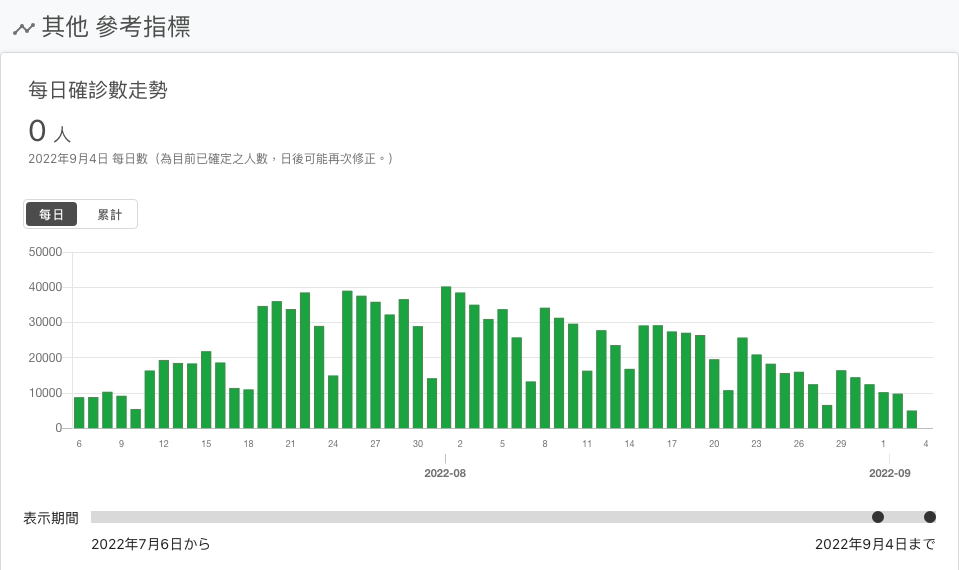 其他 參考指標
每日確診數走勢
0 人
2022年9月4日 每日數（為目前已確定之人數，日後可能再次修正。）
每日 累計
50000
40000
30000
20000
10000
0
6 9 12 15 18 21 24 27 30 2 5 8 11 14 17 20 23 26 29 1 4
2022-08 2022-09
表示期間
2022年7月6日から 2022年9月4日まで